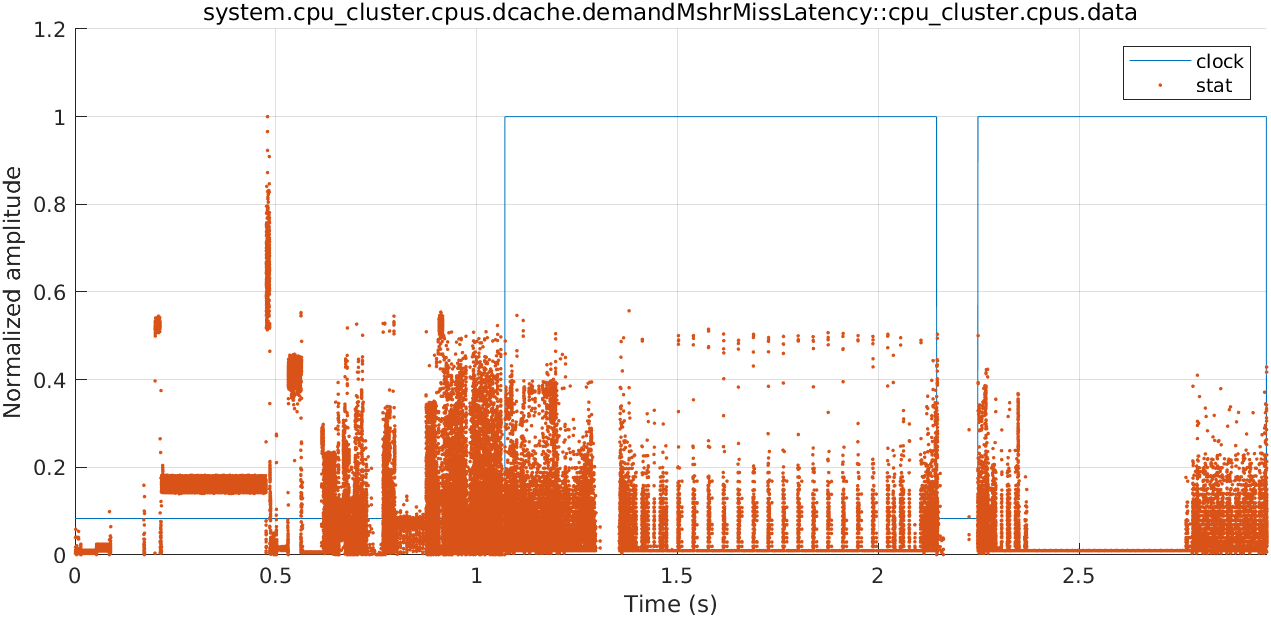 system.cpu_cluster.cpus.dcache.demandMshrMissLatency::cpu_cluster.cpus.data
1.2
1
0.8
0.6
0.4
0.2
0
Normalized amplitude
clock
stat
0 0.5 1 1.5 2 2.5
Time (s)